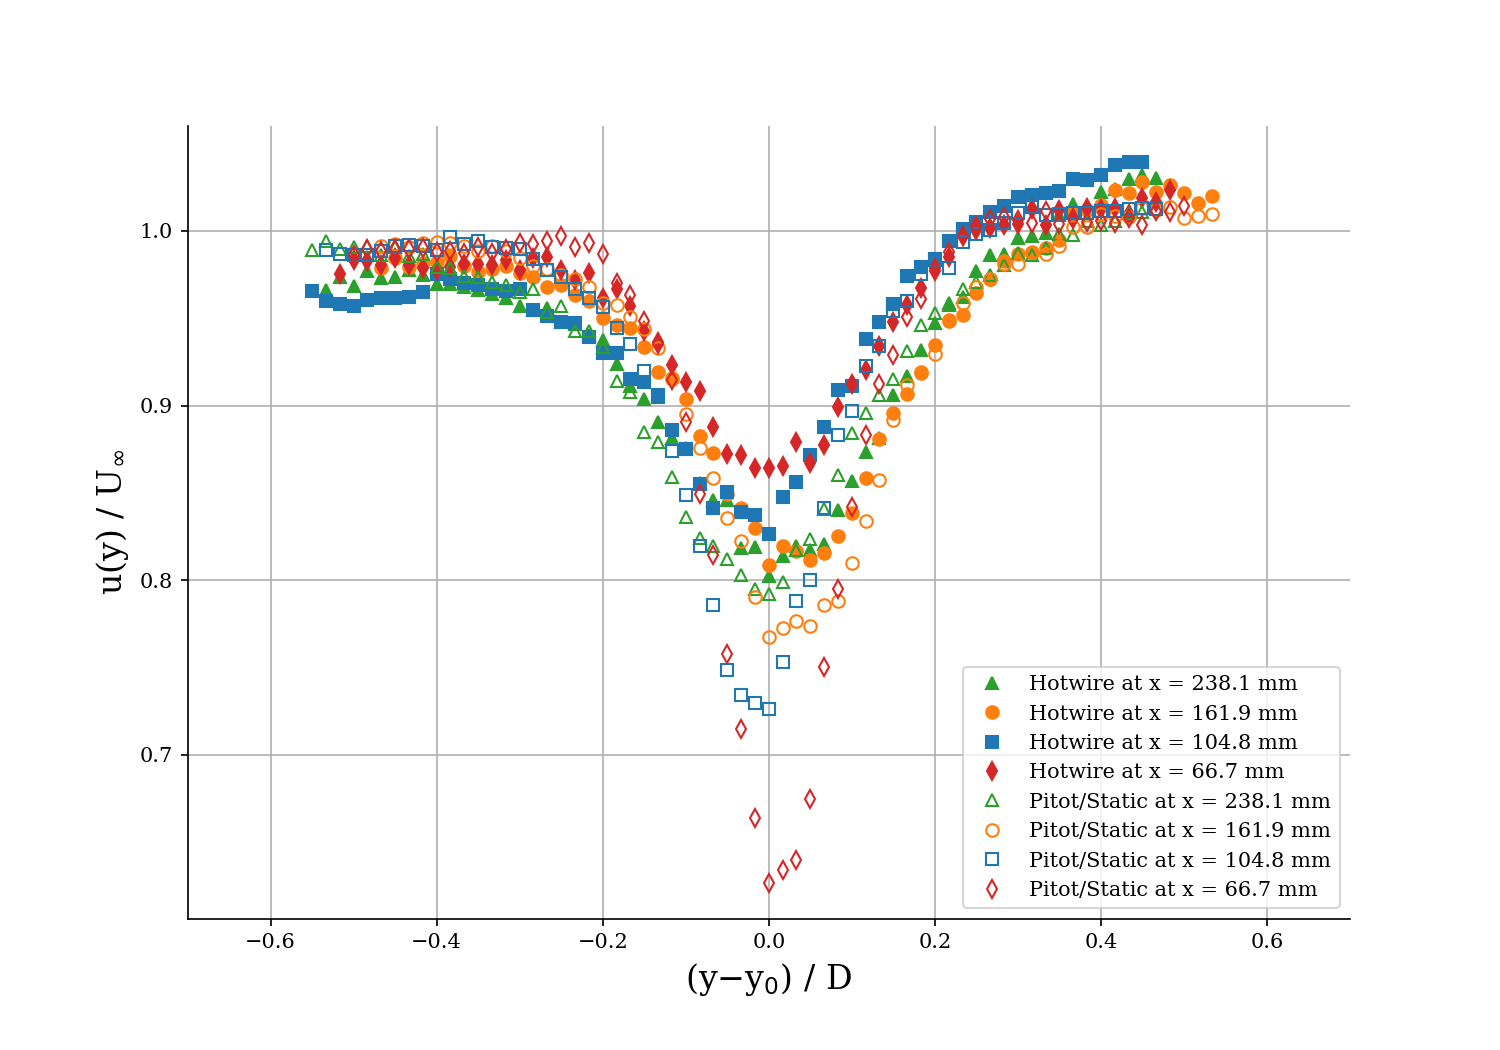 1.0
0.9
0.8
0.7
u(y) / U∞
−0.6 −0.4 −0.2 0.0 0.2 0.4 0.6
(y−y₀) / D
Hotwire at x = 238.1 mm
Hotwire at x = 161.9 mm
Hotwire at x = 104.8 mm
Hotwire at x = 66.7 mm
Pitot/Static at x = 238.1 mm
Pitot/Static at x = 161.9 mm
Pitot/Static at x = 104.8 mm
Pitot/Static at x = 66.7 mm